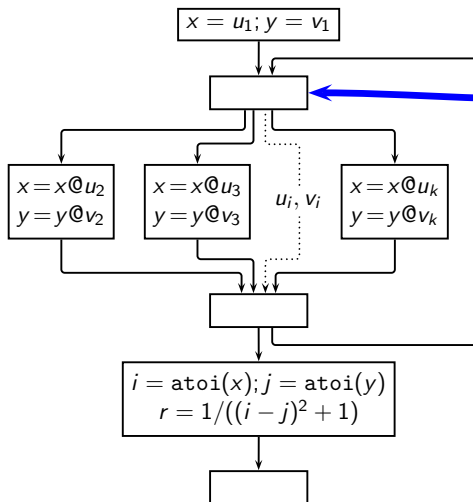 x = u₁; y = v₁
x = x@u₂
y = y@v₂
x = x@u₃
y = y@v₃
uᵢ, vᵢ
x = x@uₖ
y = y@vₖ
i = atoi(x); j = atoi(y)
r = 1/((i − j)² + 1)